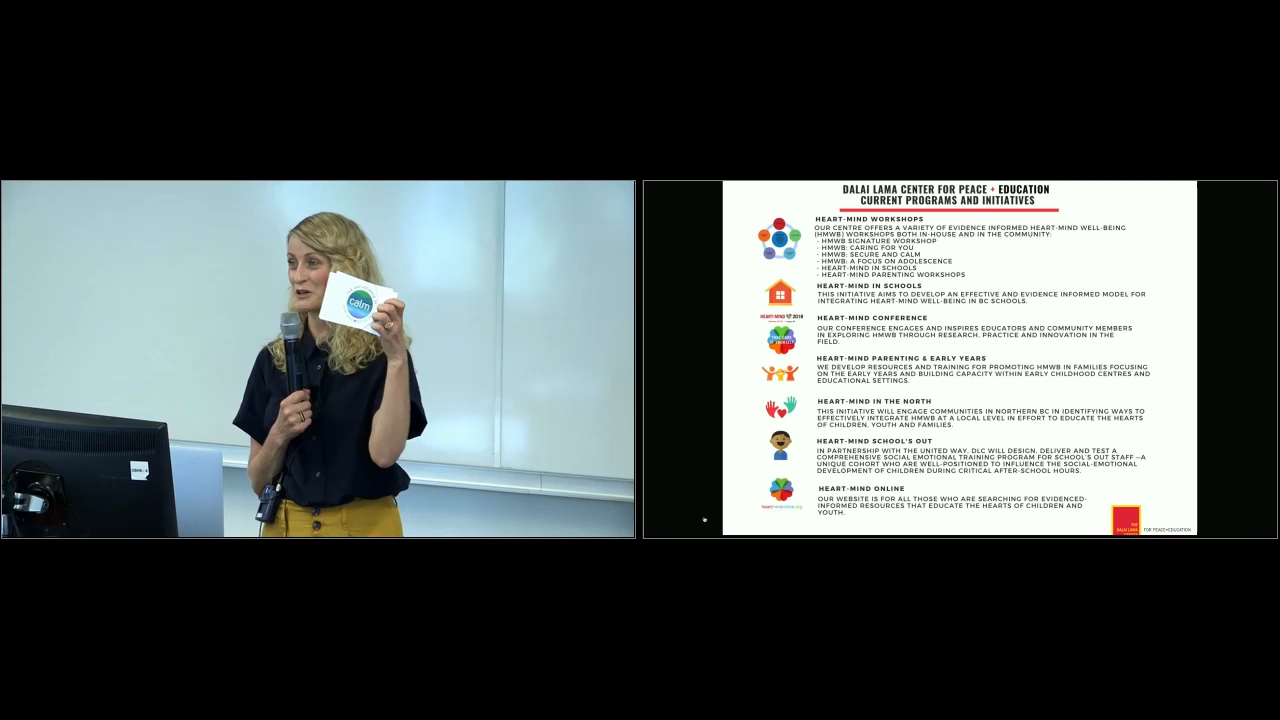 calm
DALAI LAMA CENTER FOR PEACE + EDUCATION
CURRENT PROGRAMS AND INITIATIVES
HEART-MIND WORKSHOPS
OUR CENTRE OFFERS A VARIETY OF EVIDENCE INFORMED HEART-MIND WELL-BEING
(HMWB) WORKSHOPS BOTH IN-HOUSE AND IN THE COMMUNITY:
- HMWB SIGNATURE WORKSHOP
- HMWB: CARING FOR YOU
- HMWB: SECURE AND CALM
- HMWB: A FOCUS ON ADOLESCENCE
- HEART-MIND IN SCHOOLS
- HEART-MIND PARENTING WORKSHOPS
HEART-MIND IN SCHOOLS
THIS INITIATIVE AIMS TO DEVELOP AN EFFECTIVE AND EVIDENCE INFORMED MODEL FOR
INTEGRATING HEART-MIND WELL-BEING IN BC SCHOOLS.
HEART-MIND 2018
HEART-MIND CONFERENCE
OUR CONFERENCE ENGAGES AND INSPIRES EDUCATORS AND COMMUNITY MEMBERS
IN EXPLORING HMWB THROUGH RESEARCH, PRACTICE AND INNOVATION IN THE
FIELD.
HEART-MIND PARENTING & EARLY YEARS
WE DEVELOP RESOURCES AND TRAINING FOR PROMOTING HMWB IN FAMILIES FOCUSING
ON THE EARLY YEARS AND BUILDING CAPACITY WITHIN EARLY CHILDHOOD CENTRES AND
EDUCATIONAL SETTINGS.
HEART-MIND IN THE NORTH
THIS INITIATIVE WILL ENGAGE COMMUNITIES IN NORTHERN BC IN IDENTIFYING WAYS TO
EFFECTIVELY INTEGRATE HMWB AT A LOCAL LEVEL IN EFFORT TO EDUCATE THE HEARTS
OF CHILDREN, YOUTH AND FAMILIES.
HEART-MIND SCHOOL'S OUT
IN PARTNERSHIP WITH THE UNITED WAY, DLC WILL DESIGN, DELIVER AND TEST A
COMPREHENSIVE SOCIAL EMOTIONAL TRAINING PROGRAM FOR SCHOOL'S OUT STAFF —A
UNIQUE COHORT WHO ARE WELL-POSITIONED TO INFLUENCE THE SOCIAL-EMOTIONAL
DEVELOPMENT OF CHILDREN DURING CRITICAL AFTER-SCHOOL HOURS.
HEART-MIND ONLINE
OUR WEBSITE IS FOR ALL THOSE WHO ARE SEARCHING FOR EVIDENCED-
INFORMED RESOURCES THAT EDUCATE THE HEARTS OF CHILDREN AND
YOUTH.
heartmindonline.org
THE
DALAI LAMA
CENTER
FOR PEACE+EDUCATION